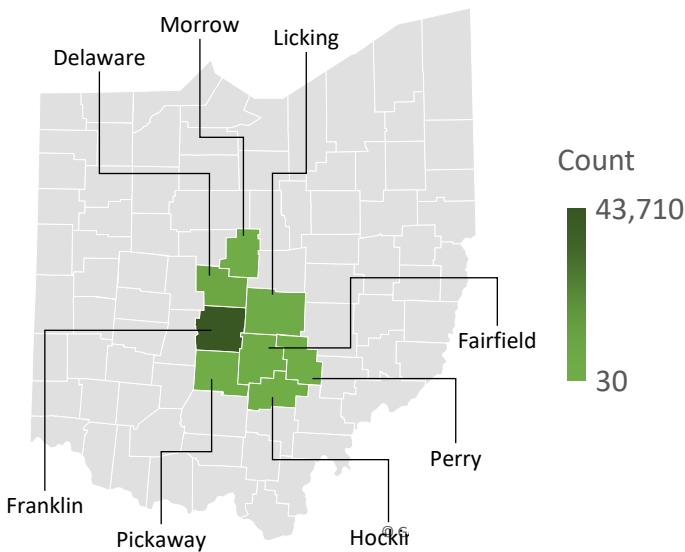 Morrow
Licking
Delaware
Count
43,710
30
Fairfield
Perry
Franklin
Pickaway